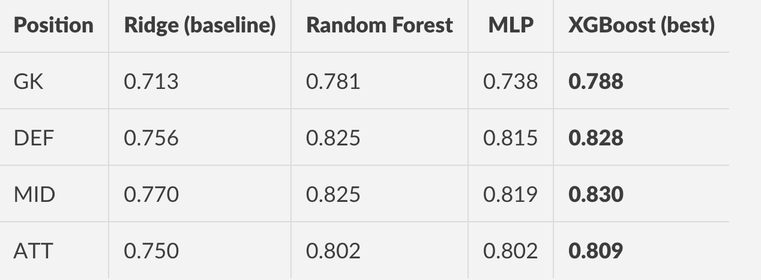 Position Ridge (baseline) Random Forest MLP XGBoost (best)
GK 0.713 0.781 0.738 0.788
DEF 0.756 0.825 0.815 0.828
MID 0.770 0.825 0.819 0.830
ATT 0.750 0.802 0.802 0.809